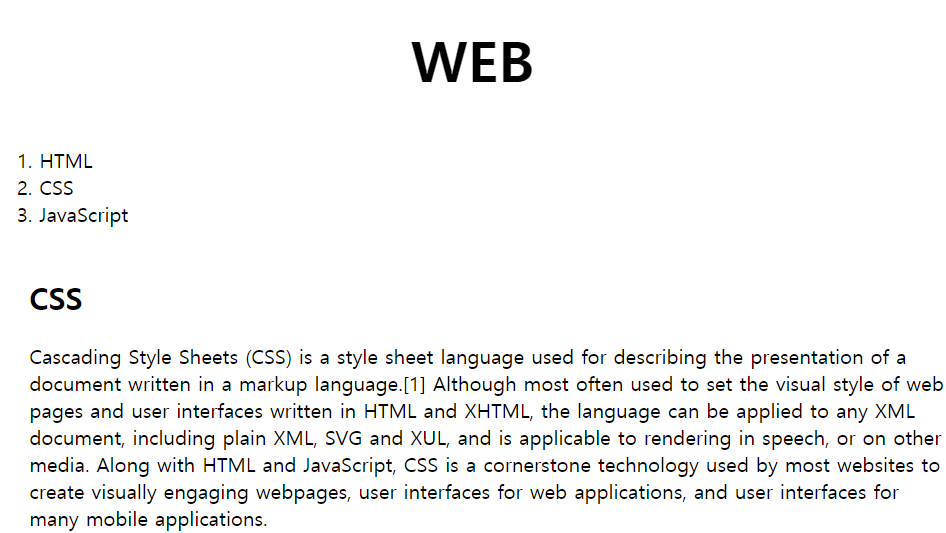 WEB
1. HTML
2. CSS
3. JavaScript
CSS
Cascading Style Sheets (CSS) is a style sheet language used for describing the presentation of a
document written in a markup language.[1] Although most often used to set the visual style of web
pages and user interfaces written in HTML and XHTML, the language can be applied to any XML
document, including plain XML, SVG and XUL, and is applicable to rendering in speech, or on other
media. Along with HTML and JavaScript, CSS is a cornerstone technology used by most websites to
create visually engaging webpages, user interfaces for web applications, and user interfaces for
many mobile applications.